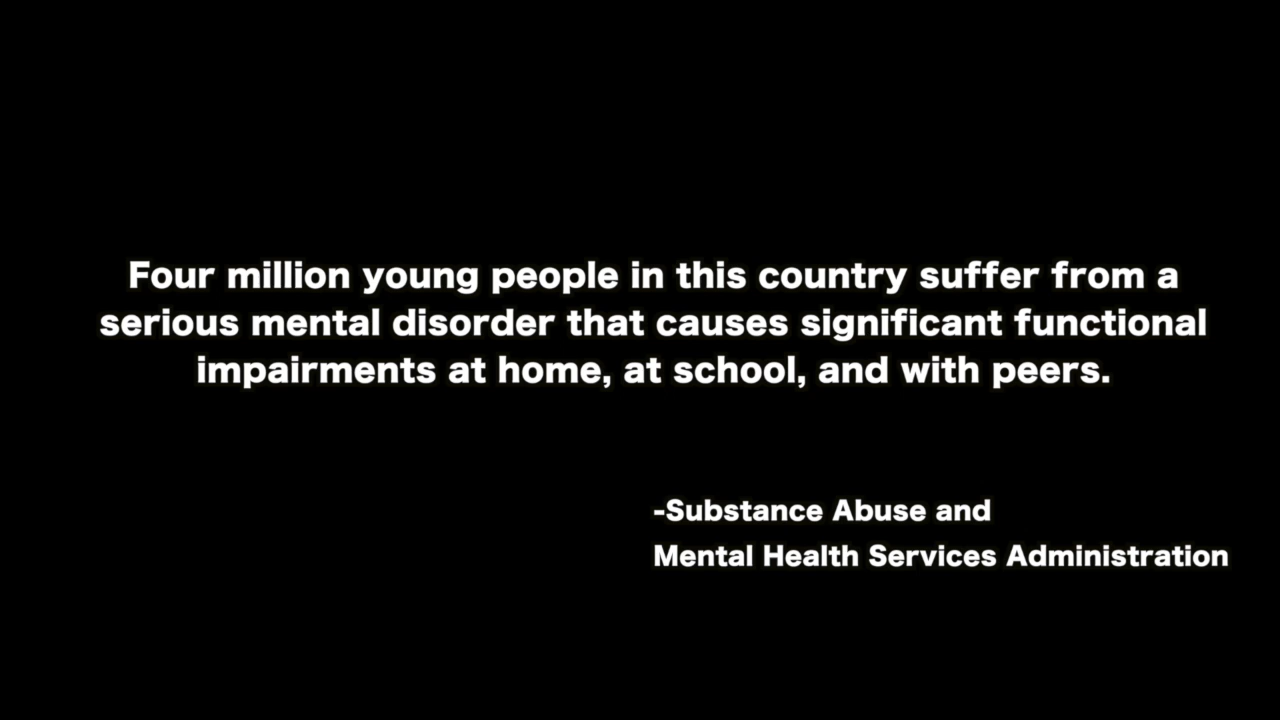 Four million young people in this country suffer from a
serious mental disorder that causes significant functional
impairments at home, at school, and with peers.
-Substance Abuse and
Mental Health Services Administration